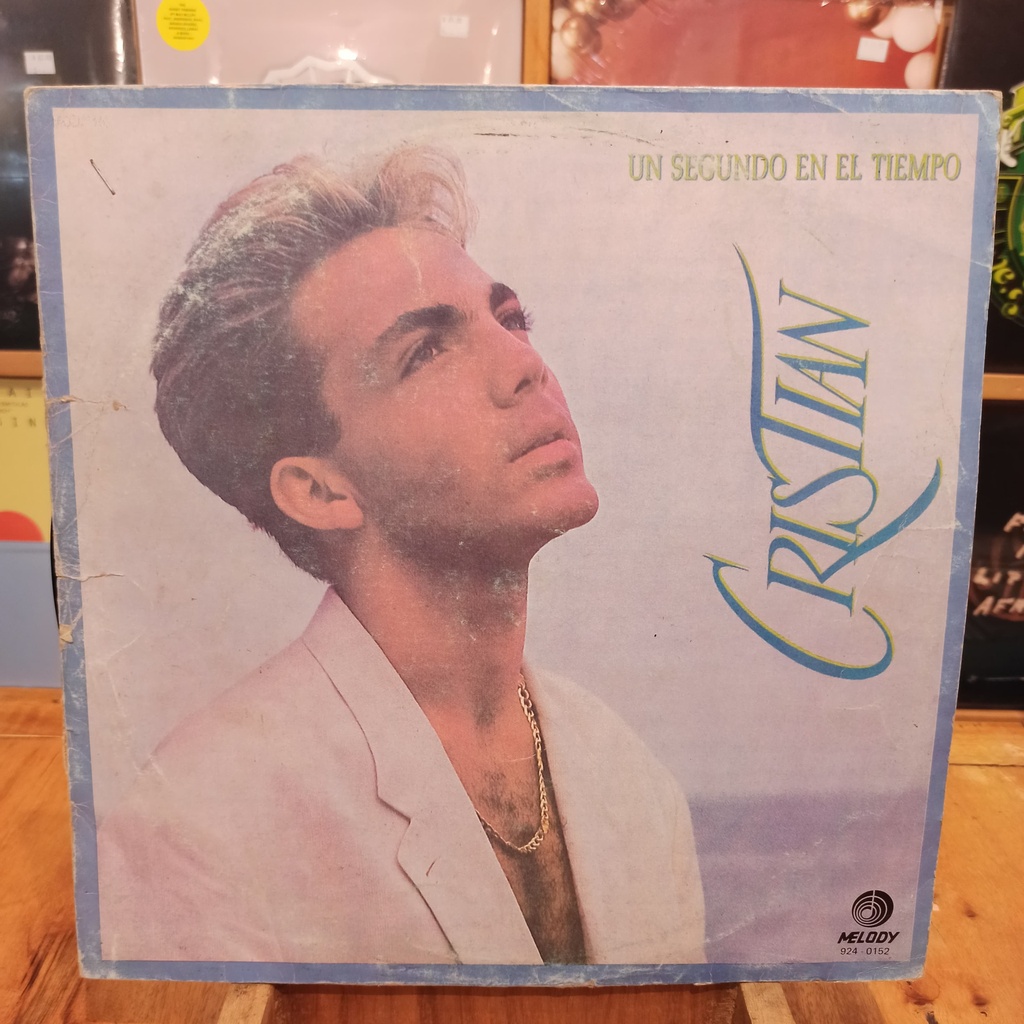 UN SEGUNDO EN EL TIEMPO
CRISTIAN
MELODY
924 - 0152